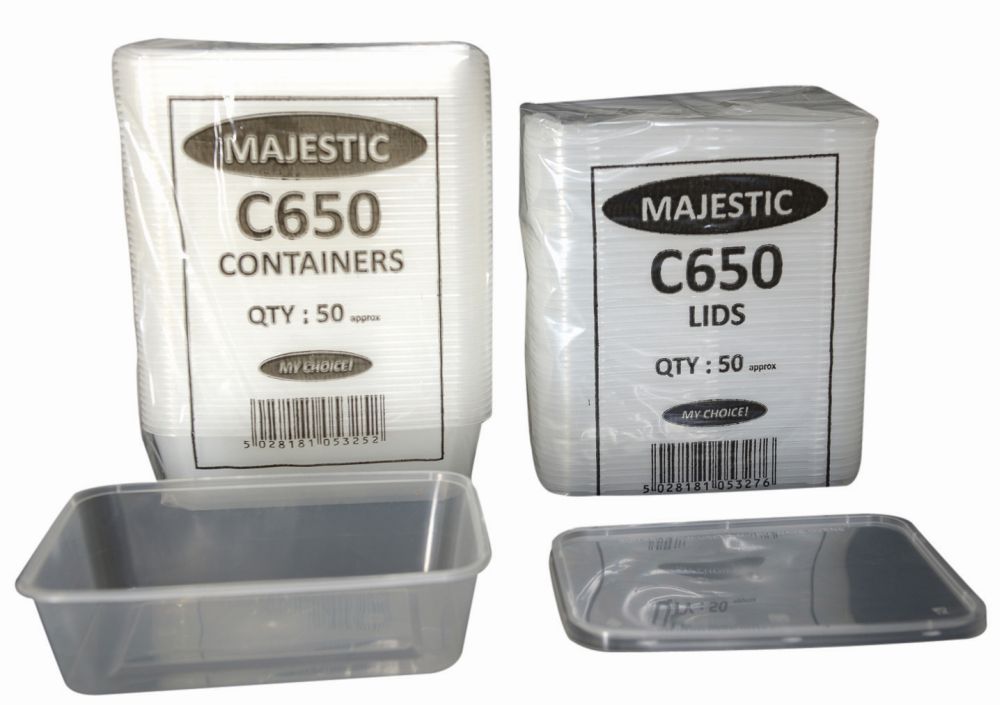 MAJESTIC
C650
CONTAINERS
QTY : 50 approx
MY CHOICE!
5 028181 053252
MAJESTIC
C650
LIDS
QTY : 50 approx
MY CHOICE!
5 028181 053276